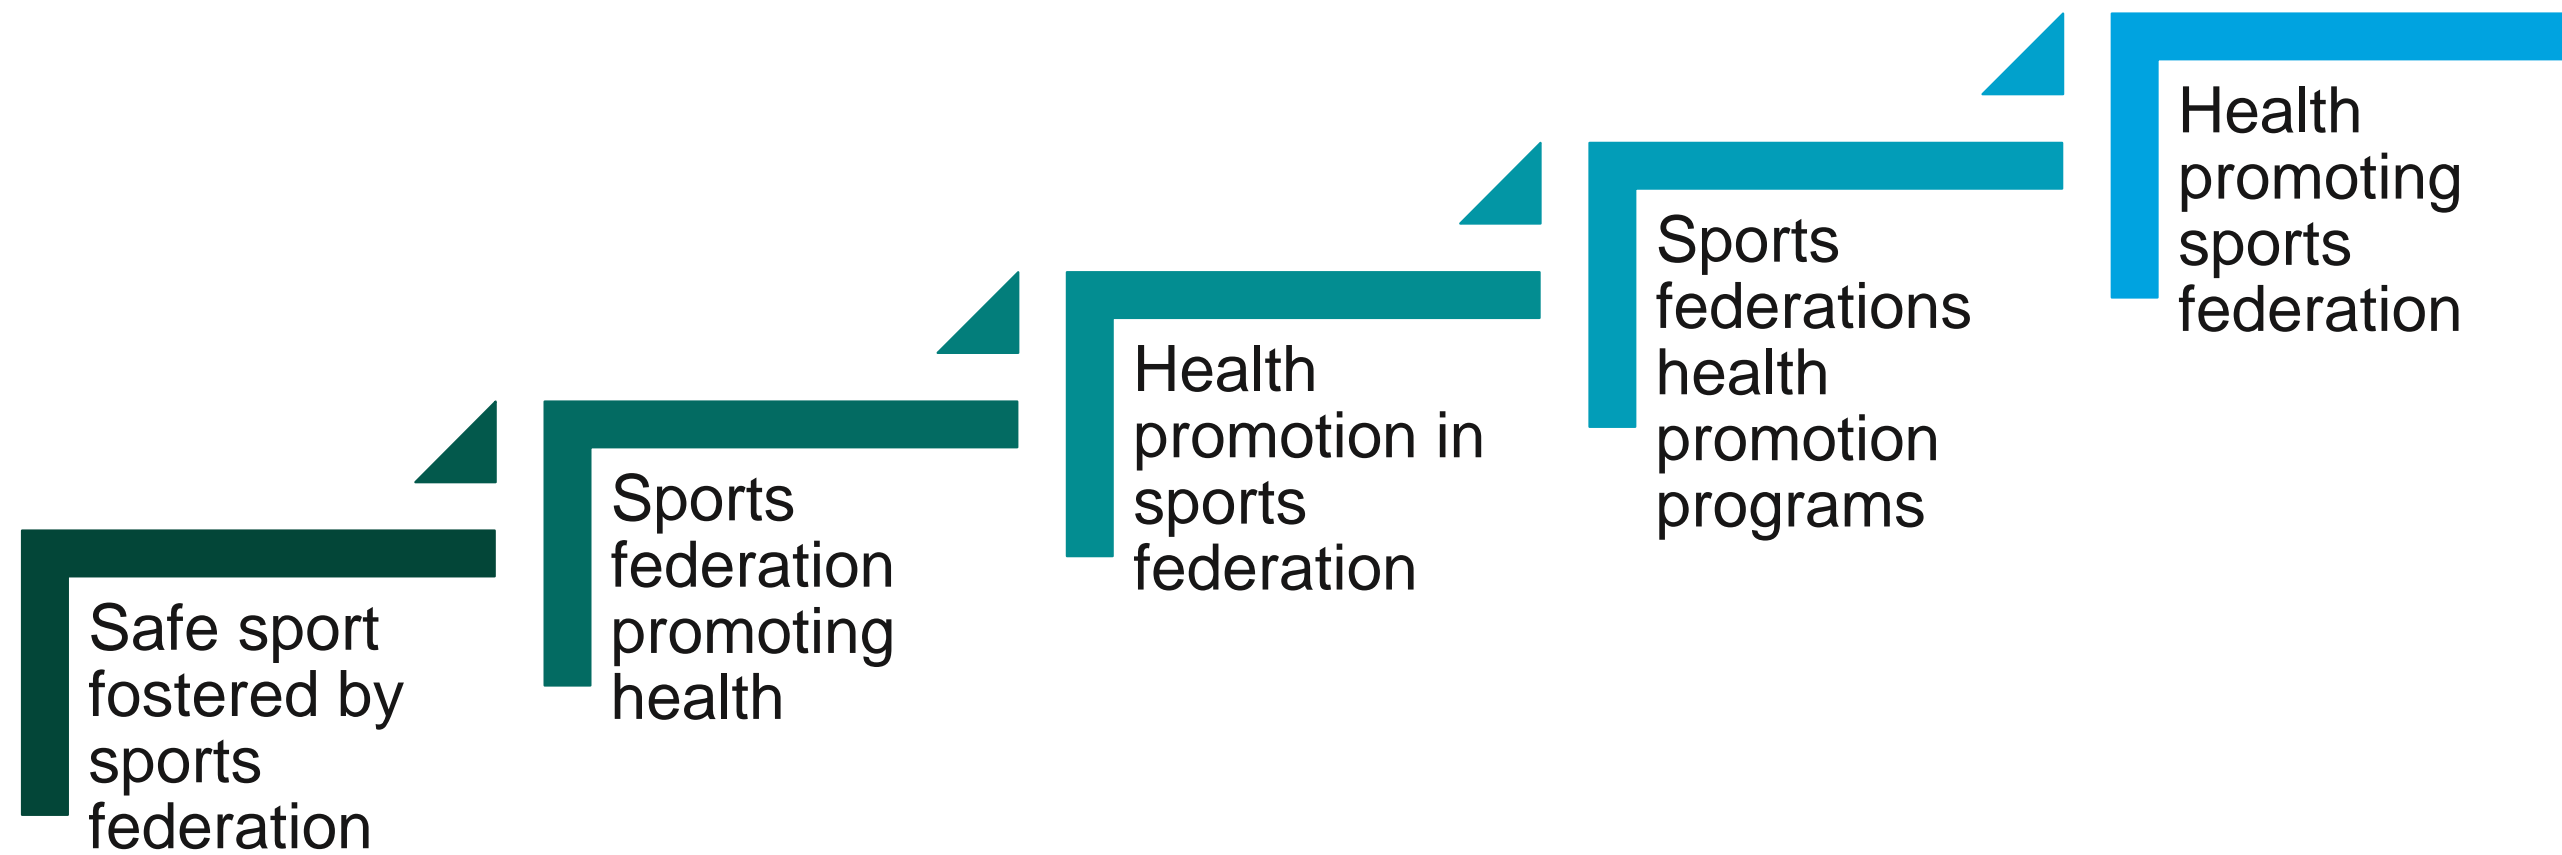 Safe sport
fostered by
sports
federation
Sports
federation
promoting
health
Health
promotion in
sports
federation
Sports
federations
health
promotion
programs
Health
promoting
sports
federation